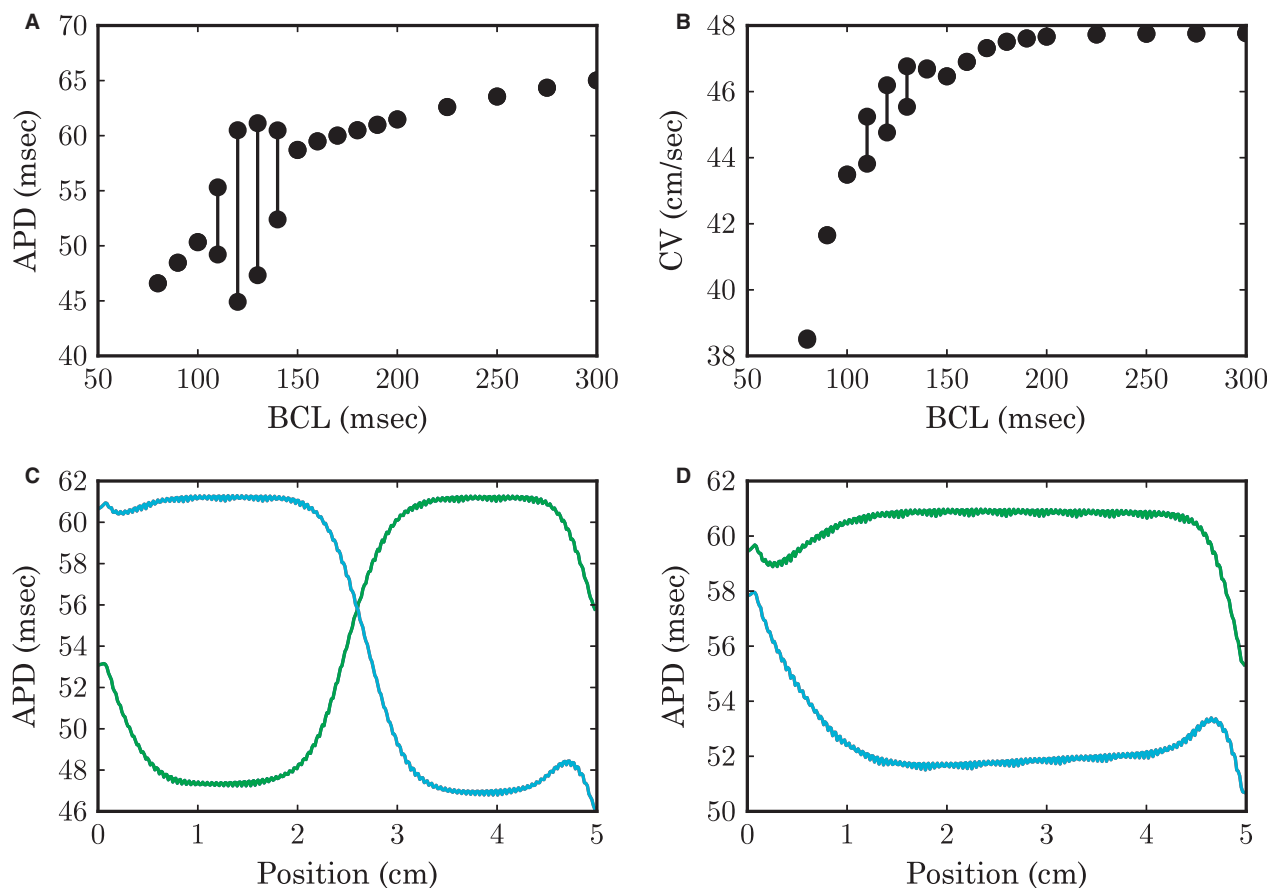 A
70
65
60
55
50
45
40
APD (msec)
50 100 150 200 250 300
BCL (msec)
B
48
46
44
42
40
38
CV (cm/sec)
50 100 150 200 250 300
BCL (msec)
C
62
60
58
56
54
52
50
48
46
APD (msec)
0 1 2 3 4 5
Position (cm)
D
62
60
58
56
54
52
50
APD (msec)
0 1 2 3 4 5
Position (cm)